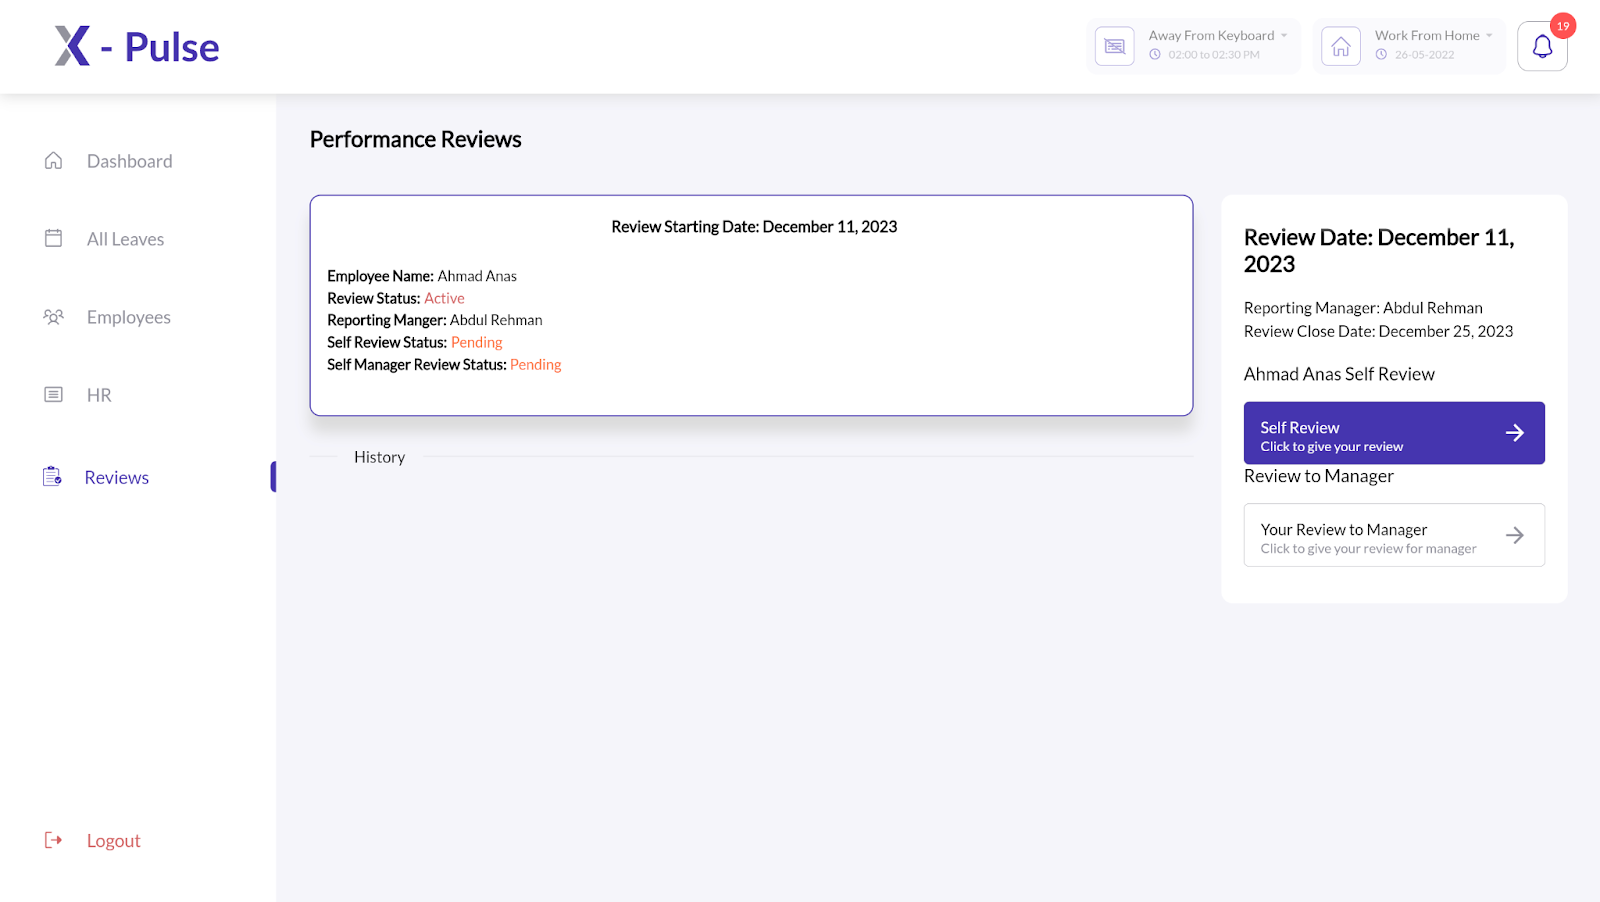 X - Pulse
Away From Keyboard
02:00 to 02:30 PM
Work From Home
26-05-2022
19
Dashboard
All Leaves
Employees
HR
Reviews
Logout
Performance Reviews
Review Starting Date: December 11, 2023
Employee Name: Ahmad Anas
Review Status: Active
Reporting Manger: Abdul Rehman
Self Review Status: Pending
Self Manager Review Status: Pending
History
Review Date: December 11,
2023
Reporting Manager: Abdul Rehman
Review Close Date: December 25, 2023
Ahmad Anas Self Review
Self Review
Click to give your review
Review to Manager
Your Review to Manager
Click to give your review for manager